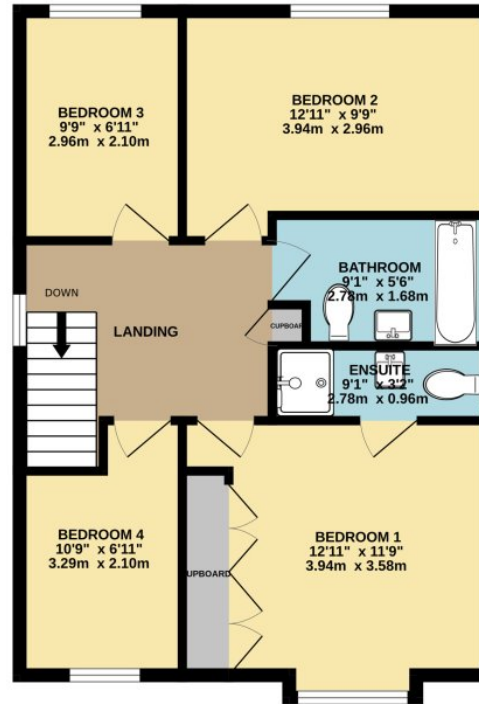 BEDROOM 3
9'9" x 6'11"
2.96m x 2.10m
BEDROOM 2
12'11" x 9'9"
3.94m x 2.96m
BATHROOM
9'1" x 5'6"
2.78m x 1.68m
DOWN
LANDING
CUPBOAR
ENSUITE
9'1" x 3'2"
2.78m x 0.96m
BEDROOM 4
10'9" x 6'11"
3.29m x 2.10m
UPBOARD
BEDROOM 1
12'11" x 11'9"
3.94m x 3.58m